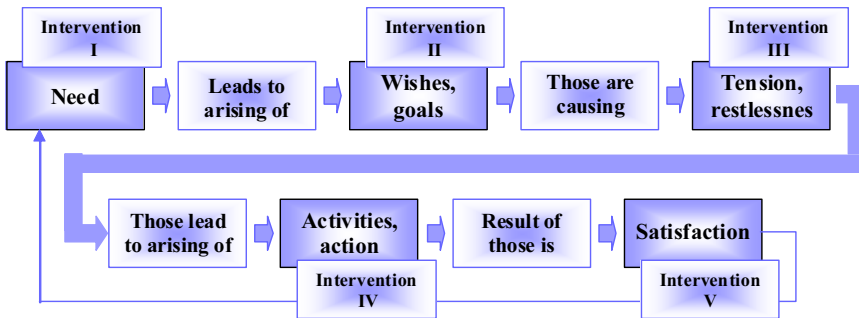 Intervention
I
Need
Leads to
arising of
Intervention
II
Wishes,
goals
Those are
causing
Intervention
III
Tension,
restlessnes
Those lead
to arising of
Activities,
action
Intervention
IV
Result of
those is
Satisfaction
Intervention
V